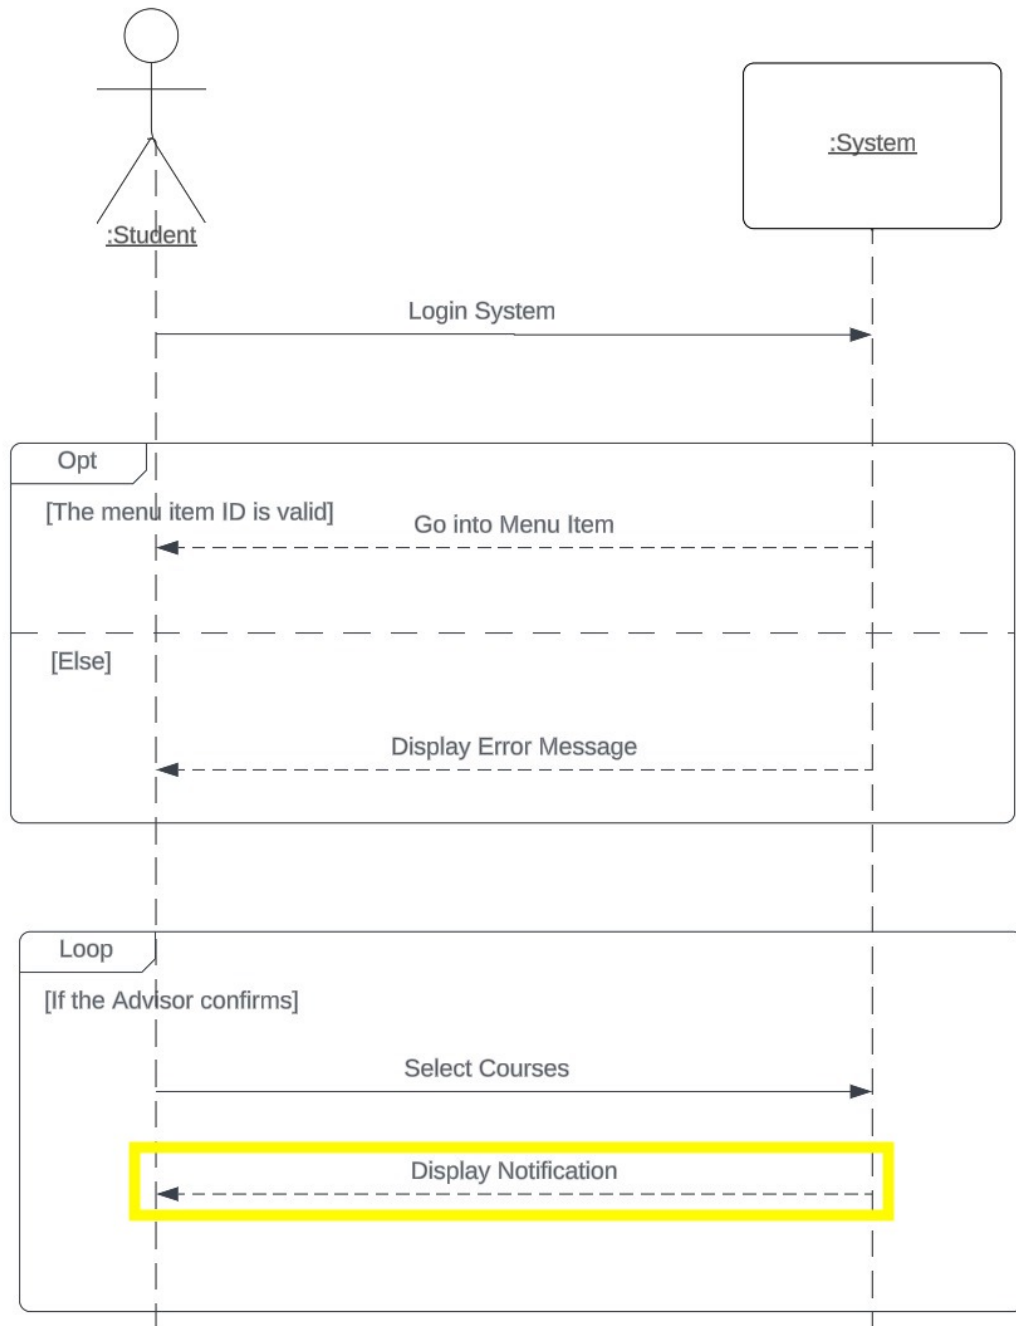 :System
:Student
Login System
Opt
[The menu item ID is valid]
Go into Menu Item
[Else]
Display Error Message
Loop
[If the Advisor confirms]
Select Courses
Display Notification